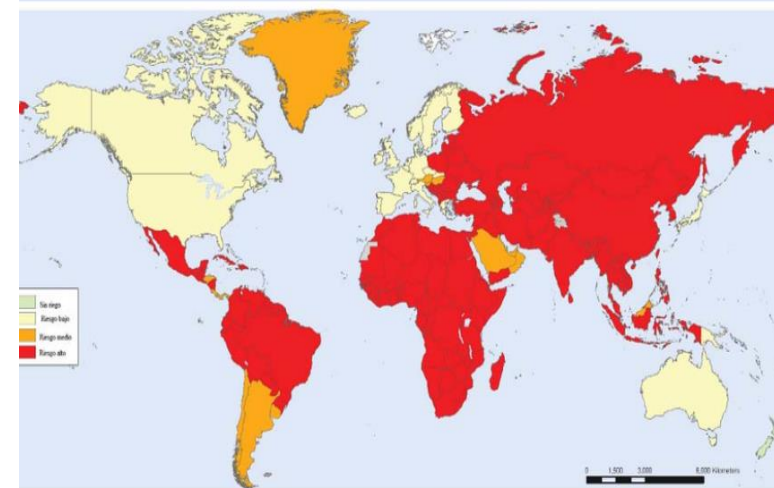 Sin riesgo
Riesgo bajo
Riesgo medio
Riesgo alto
0 1,500 3,000 6,000 Kilometers